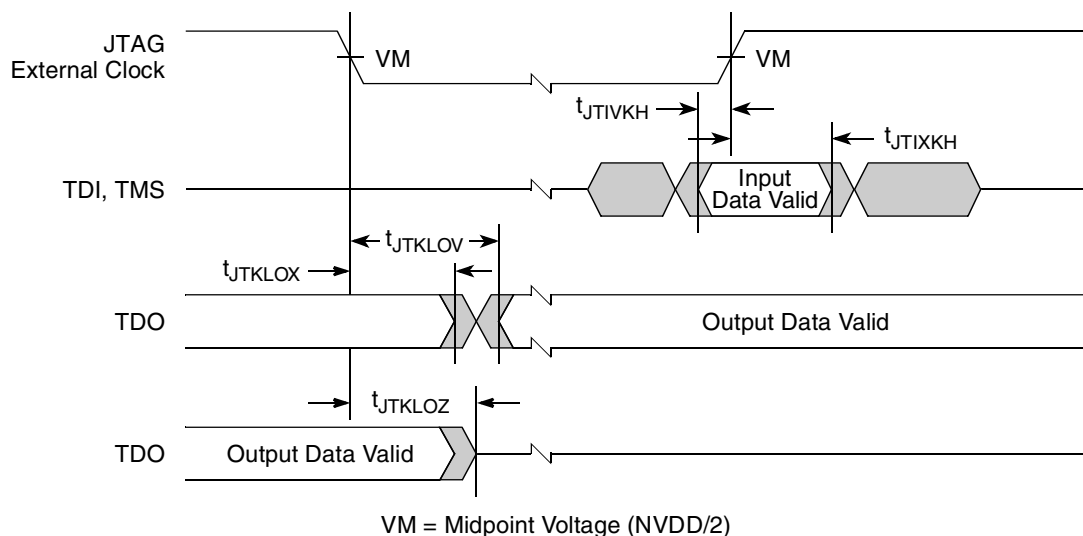 JTAG
External Clock
VM
VM
tJTIVKH
tJTIXKH
TDI, TMS
Input
Data Valid
tJTKLOV
tJTKLOX
TDO
Output Data Valid
tJTKLOZ
TDO
Output Data Valid
VM = Midpoint Voltage (NVDD/2)